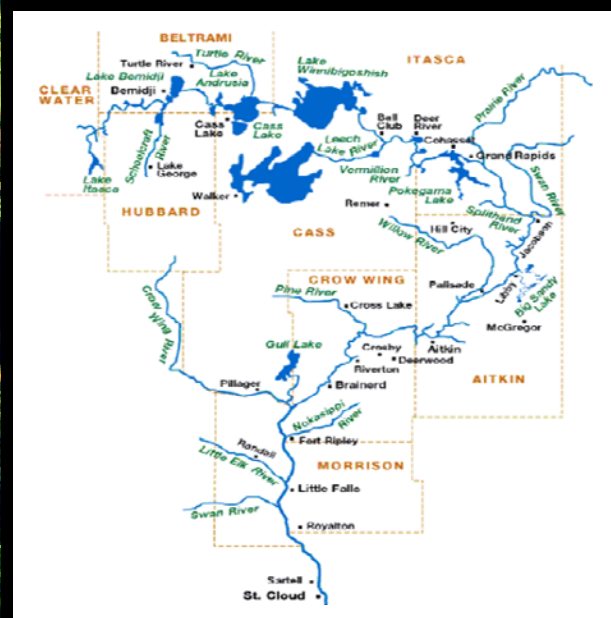 BELTRAMI
Turtle River
Turtle River
ITASCA
Lake
Winnibigoshish
Lake Bemidji
Lake
Andrusia
CLEAR
WATER
Bemidji
Prairie River
Cass
Lake
Cass
Lake
Ball
Club
Deer
River
Cohasset
Schoolcraft
River
Leech
Lake River
Grand Rapids
Lake
George
Vermillion
River
Swan River
Lake
Itasca
Pokegama
Lake
Walker
Remer
Splithand
River
HUBBARD
Hill City
Jacobson
CASS
Willow River
CROW WING
Palisade
Libby
Big Sandy
Lake
Pine River
Cross Lake
Crow Wing
River
McGregor
Gull Lake
Crosby
Aitkin
Deerwood
Riverton
AITKIN
Pillager
Brainerd
Nokasippi
River
Randall
Fort Ripley
Little Elk River
MORRISON
Little Falls
Swan River
Royalton
Sartell
St. Cloud